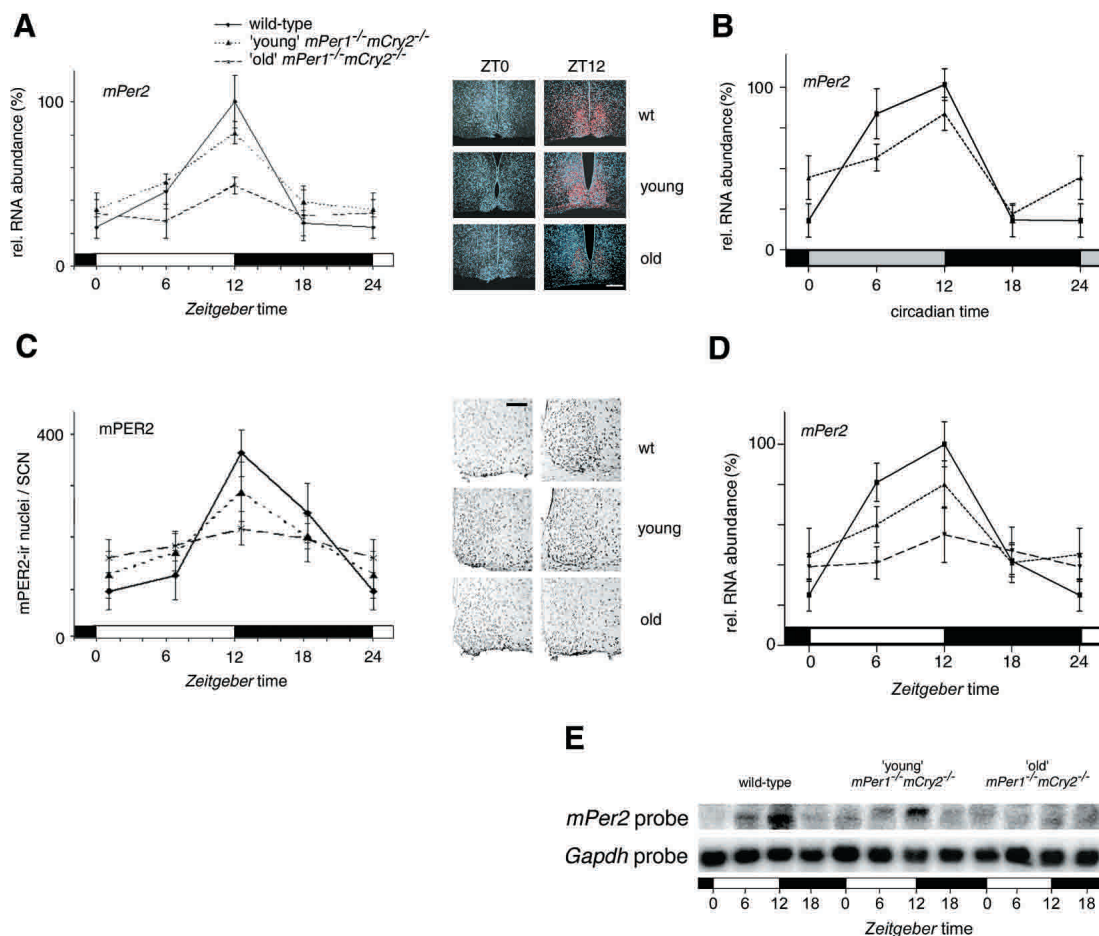 A
wild-type
'young' mPer1-/-mCry2-/-
'old' mPer1-/-mCry2-/-
mPer2
rel. RNA abundance (%)
100
0
0 6 12 18 24
Zeitgeber time
ZT0 ZT12
wt
young
old
B
mPer2
rel. RNA abundance (%)
100
0
0 6 12 18 24
circadian time
C
mPER2
mPER2-ir nuclei / SCN
400
0
0 6 12 18 24
Zeitgeber time
wt
young
old
D
mPer2
rel. RNA abundance (%)
100
0
0 6 12 18 24
Zeitgeber time
E
wild-type
'young'
mPer1-/-mCry2-/-
'old'
mPer1-/-mCry2-/-
mPer2 probe
Gapdh probe
0 6 12 18 0 6 12 18 0 6 12 18
Zeitgeber time